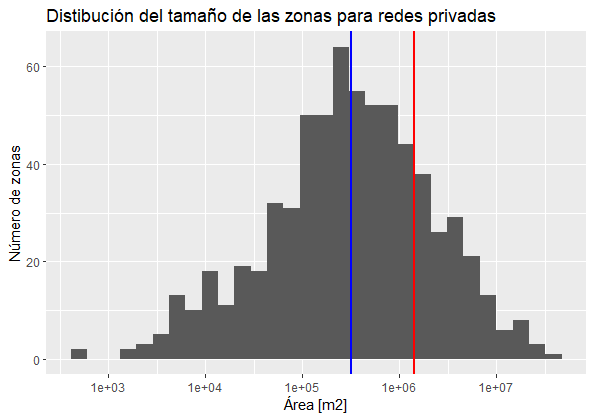 Distibución del tamaño de las zonas para redes privadas
Número de zonas
60
40
20
0
1e+03 1e+04 1e+05 1e+06 1e+07
Área [m2]